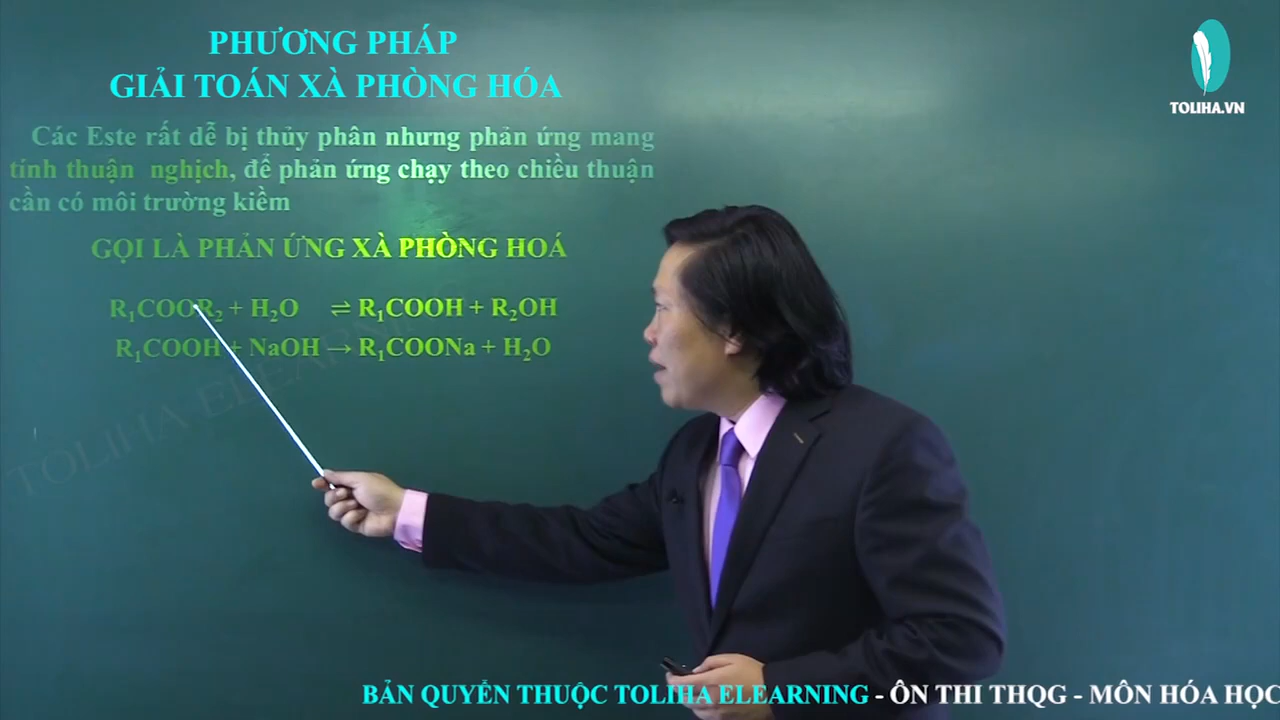 PHƯƠNG PHÁP
GIẢI TOÁN XÀ PHÒNG HÓA
TOLIHA.VN
Các Este rất dễ bị thủy phân nhưng phản ứng mang
tính thuận nghịch, để phản ứng chạy theo chiều thuận
cần có môi trường kiềm
GỌI LÀ PHẢN ỨNG XÀ PHÒNG HOÁ
R₁COOR₂ + H₂O ⇌ R₁COOH + R₂OH
R₁COOH + NaOH → R₁COONa + H₂O
TOLIHA ELEARNING
BẢN QUYỀN THUỘC TOLIHA ELEARNING - ÔN THI THQG - MÔN HÓA HỌC